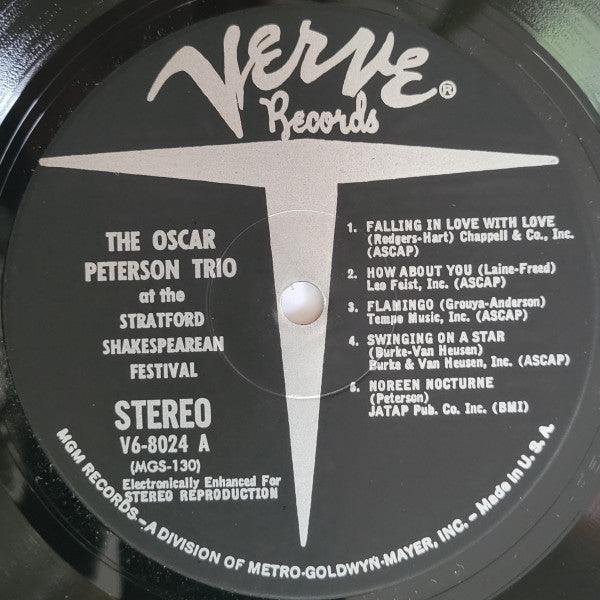 Verve®
Records
THE OSCAR
PETERSON TRIO
at the
STRATFORD
SHAKESPEAREAN
FESTIVAL
STEREO
V6-8024 A
(MGS-130)
Electronically Enhanced For
STEREO REPRODUCTION
1. FALLING IN LOVE WITH LOVE
(Rodgers-Hart) Chappell & Co., Inc.
(ASCAP)
2. HOW ABOUT YOU (Laine-Freed)
Leo Feist, Inc. (ASCAP)
3. FLAMINGO (Grouya-Anderson)
Tempo Music, Inc. (ASCAP)
4. SWINGING ON A STAR
(Burke-Van Heusen)
Burke & Van Heusen, Inc. (ASCAP)
5. NOREEN NOCTURNE
(Peterson)
JATAP Pub. Co. Inc. (BMI)
MGM RECORDS–A DIVISION OF METRO-GOLDWYN-MAYER, INC. – Made in U. S. A.